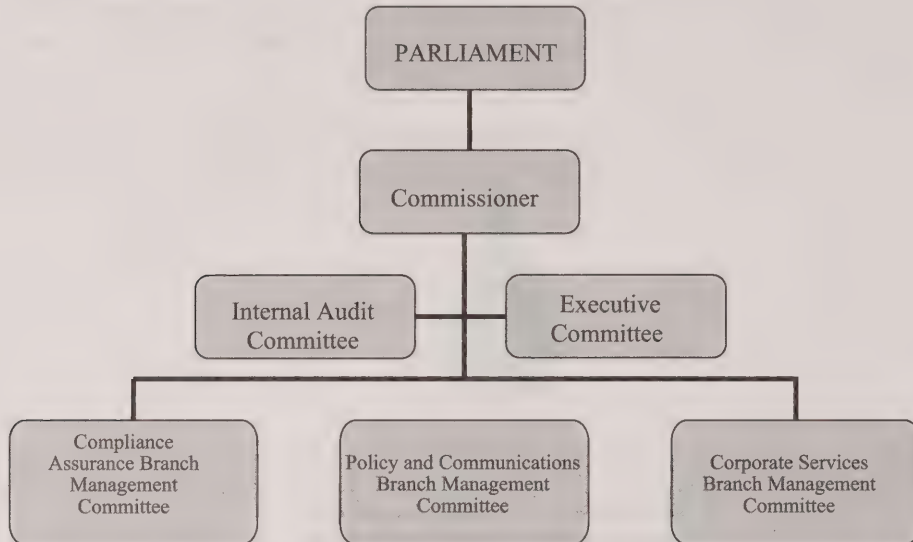 PARLIAMENT
Commissioner
Internal Audit
Committee
Executive
Committee
Compliance
Assurance Branch
Management
Committee
Policy and Communications
Branch Management
Committee
Corporate Services
Branch Management
Committee